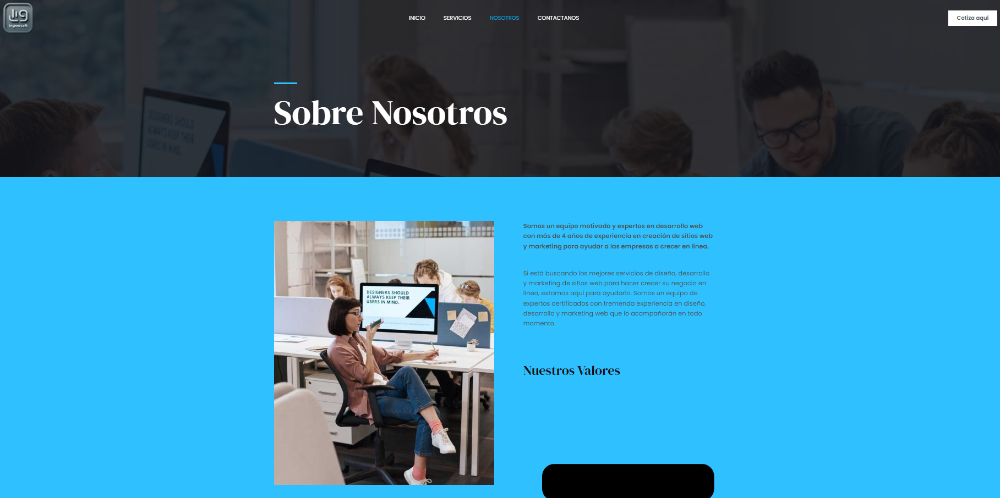 ingeversoft
INICIO
SERVICIOS
NOSOTROS
CONTACTANOS
Cotiza aquí
Sobre Nosotros
DESIGNERS SHOULD
ALWAYS KEEP THEIR
USERS IN MIND.
Somos un equipo motivado y expertos en desarrollo web
con más de 4 años de experiencia en creación de sitios web
y marketing para ayudar a las empresas a crecer en línea.
Si está buscando los mejores servicios de diseño, desarrollo
y marketing de sitios web para hacer crecer su negocio en
línea, estamos aquí para ayudarlo. Somos un equipo de
expertos certificados con tremenda experiencia en diseño,
desarrollo y marketing web que lo acompañarán en todo
momento.
Nuestros Valores